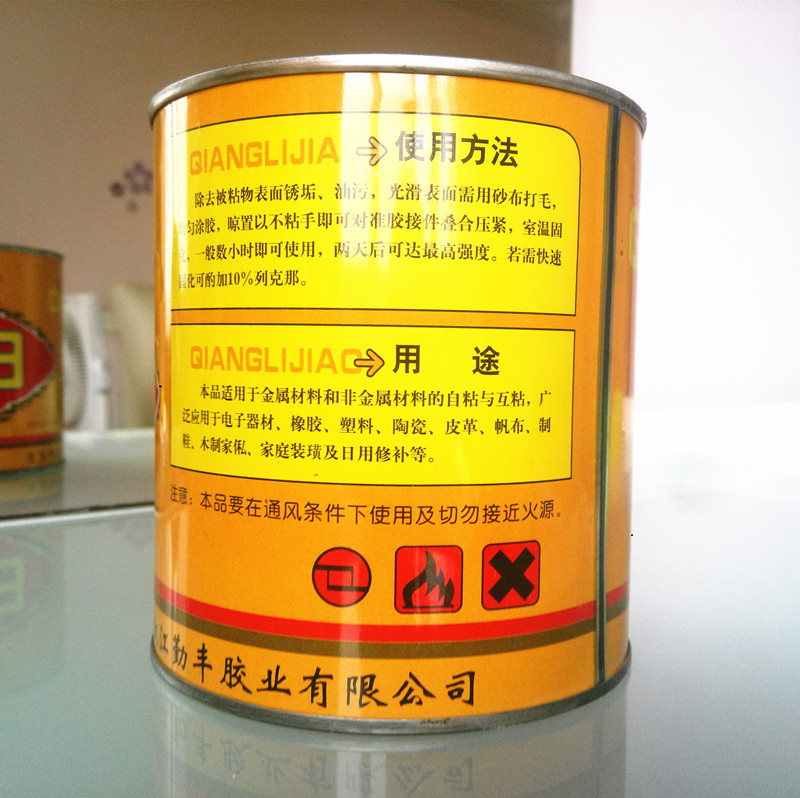 QIANGLIJIA 使用方法
除去被粘物表面锈垢、油污，光滑表面需用砂布打毛，
匀涂胶，晾置以不粘手即可对准胶接件叠合压紧，室温固
一般数小时即可使用，两天后可达最高强度。若需快速
固化可酌加10%列克那。
QIANGLIJIAO 用 途
本品适用于金属材料和非金属材料的自粘与互粘，广
泛应用于电子器材、橡胶、塑料、陶瓷、皮革、帆布、制
鞋、木制家俬、家庭装璜及日用修补等。
注意：本品要在通风条件下使用及切勿接近火源。
江勤丰胶业有限公司